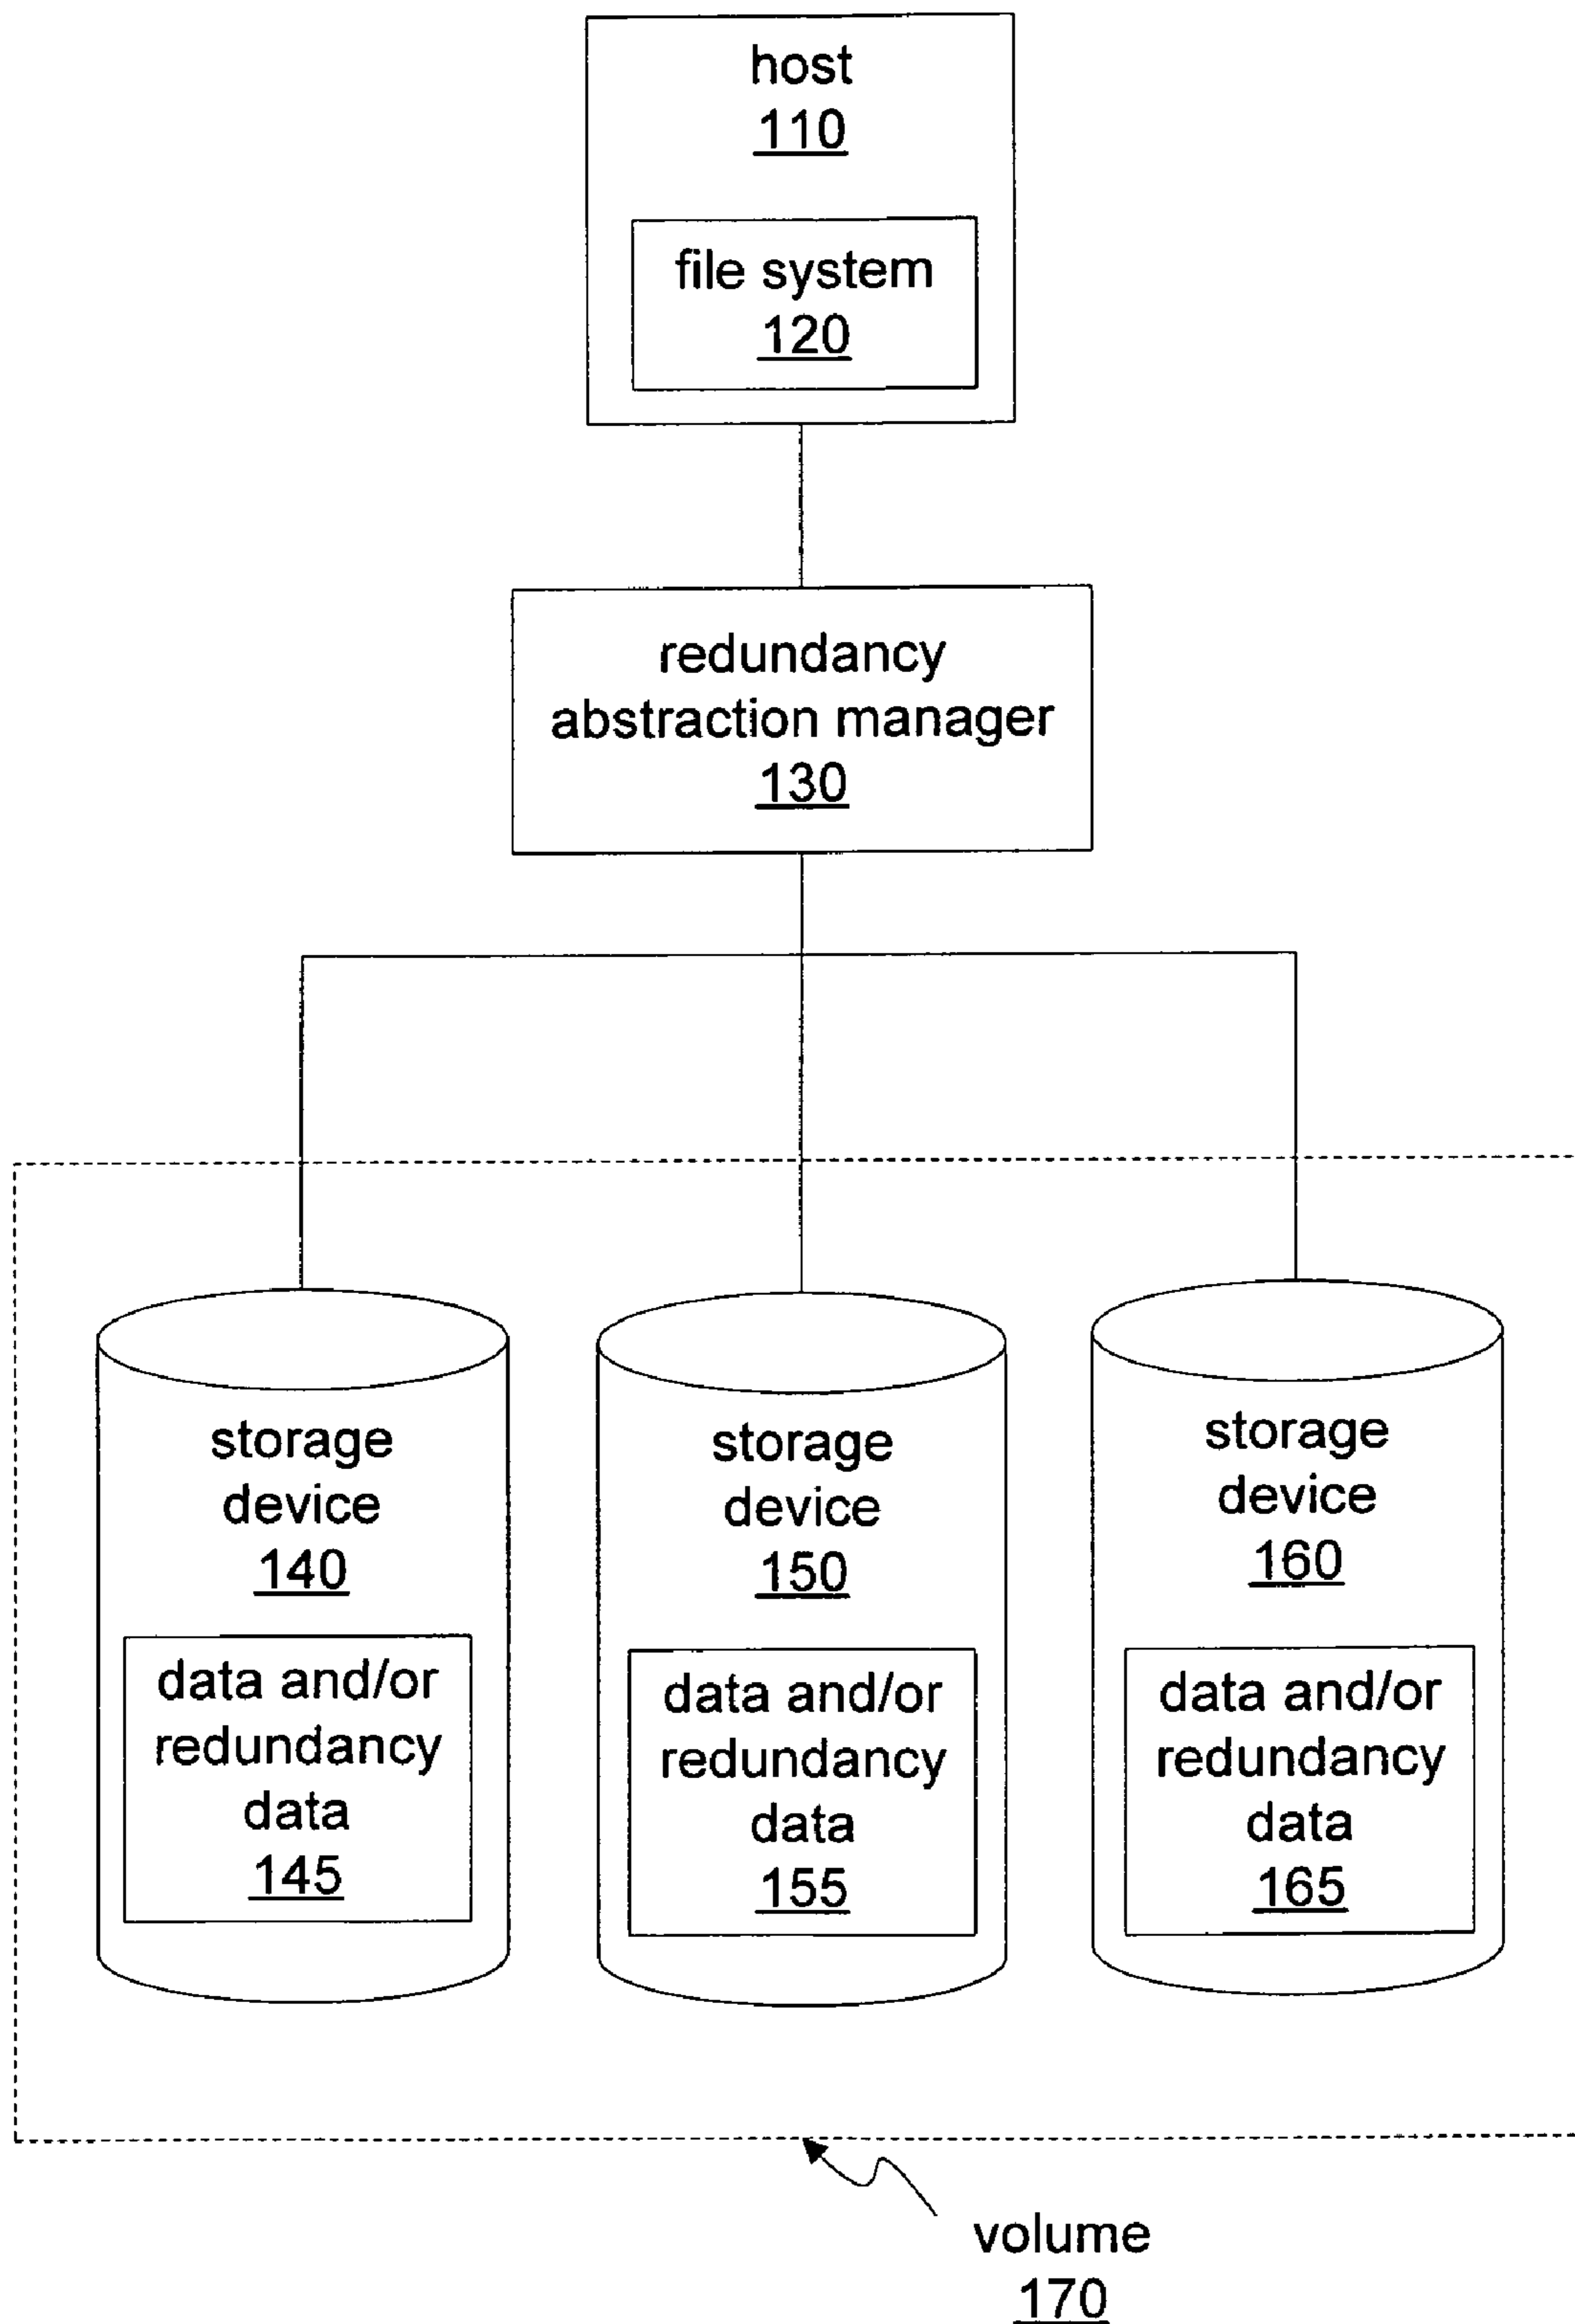 host
110
file system
120
redundancy
abstraction manager
130
storage
device
140
data and/or
redundancy
data
145
storage
device
150
data and/or
redundancy
data
155
storage
device
160
data and/or
redundancy
data
165
volume
170